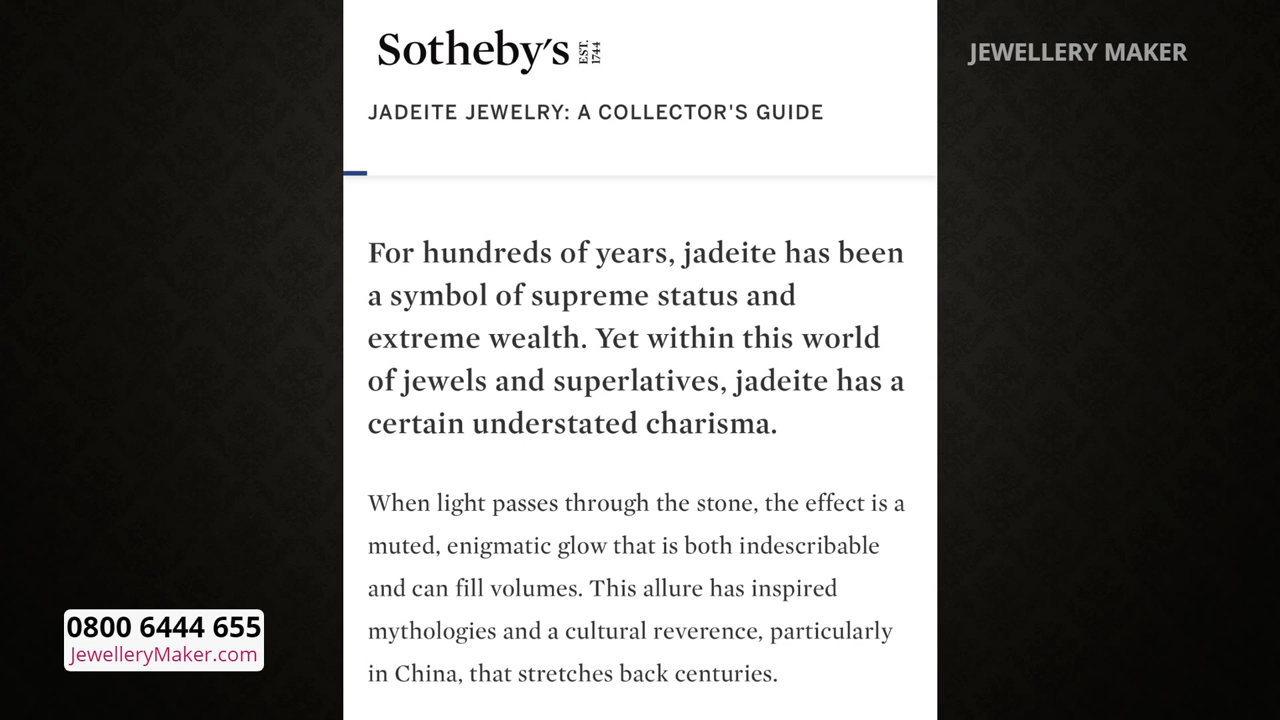 Sotheby's EST. 1744
JEWELLERY MAKER
JADEITE JEWELRY: A COLLECTOR'S GUIDE
For hundreds of years, jadeite has been
a symbol of supreme status and
extreme wealth. Yet within this world
of jewels and superlatives, jadeite has a
certain understated charisma.
When light passes through the stone, the effect is a
muted, enigmatic glow that is both indescribable
and can fill volumes. This allure has inspired
mythologies and a cultural reverence, particularly
in China, that stretches back centuries.
0800 6444 655
JewelleryMaker.com